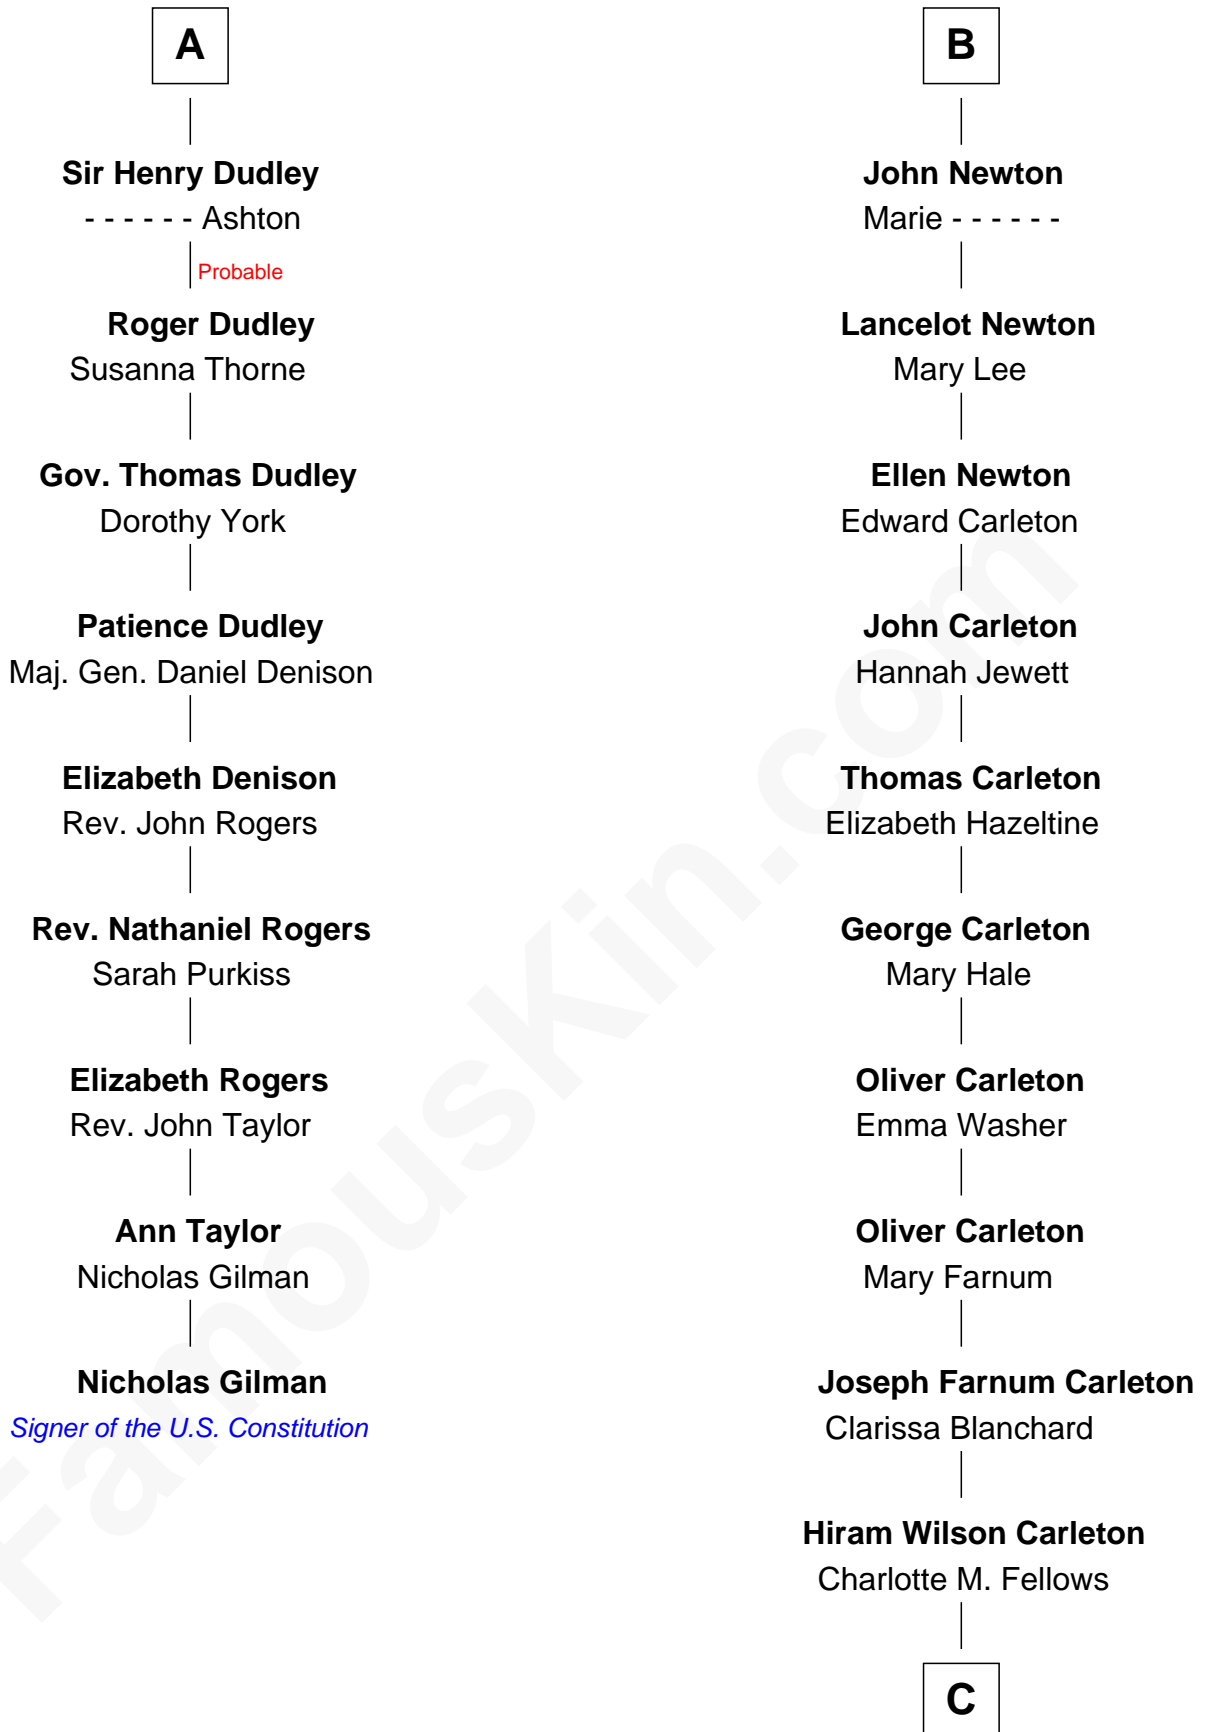 A
Sir Henry Dudley
- - - - - - Ashton
Probable
Roger Dudley
Susanna Thorne
Gov. Thomas Dudley
Dorothy York
Patience Dudley
Maj. Gen. Daniel Denison
Elizabeth Denison
Rev. John Rogers
Rev. Nathaniel Rogers
Sarah Purkiss
Elizabeth Rogers
Rev. John Taylor
Ann Taylor
Nicholas Gilman
Nicholas Gilman
Signer of the U.S. Constitution
B
John Newton
Marie - - - - - -
Lancelot Newton
Mary Lee
Ellen Newton
Edward Carleton
John Carleton
Hannah Jewett
Thomas Carleton
Elizabeth Hazeltine
George Carleton
Mary Hale
Oliver Carleton
Emma Washer
Oliver Carleton
Mary Farnum
Joseph Farnum Carleton
Clarissa Blanchard
Hiram Wilson Carleton
Charlotte M. Fellows
C
FamousKin.com